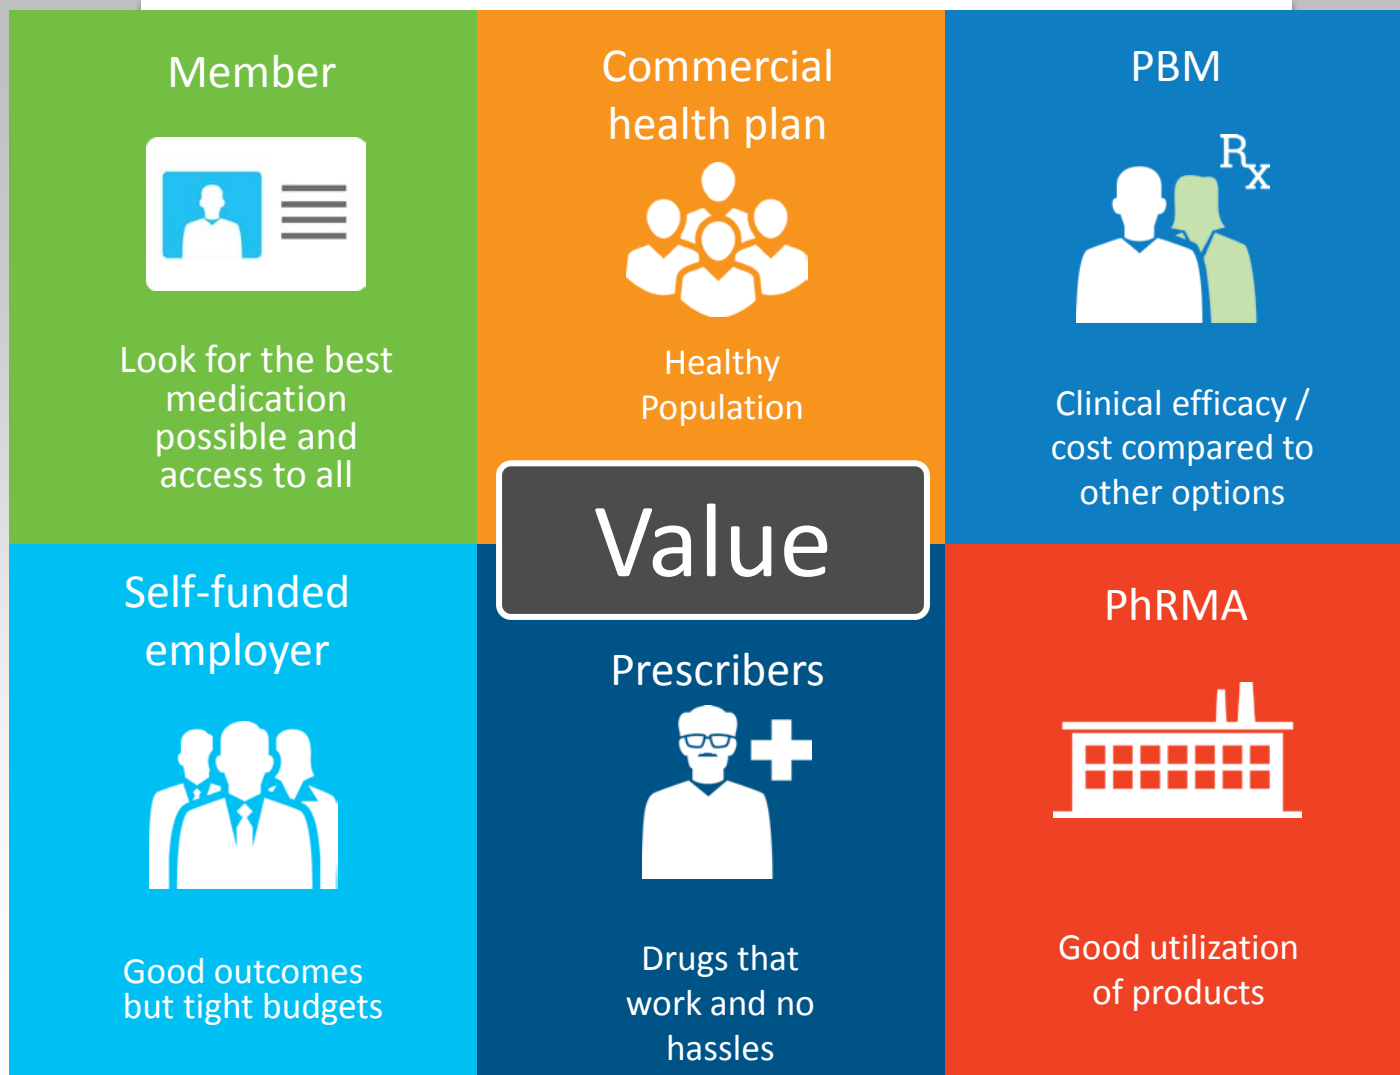 Member
Look for the best
medication
possible and
access to all
Commercial
health plan
Healthy
Population
PBM
Rx
Clinical efficacy /
cost compared to
other options
Value
Self-funded
employer
Good outcomes
but tight budgets
Prescribers
Drugs that
work and no
hassles
PhRMA
Good utilization
of products